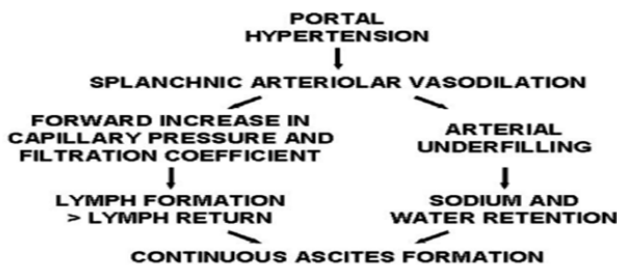 PORTAL
HYPERTENSION
SPLANCHNIC ARTERIOLAR VASODILATION
FORWARD INCREASE IN
CAPILLARY PRESSURE AND
FILTRATION COEFFICIENT
ARTERIAL
UNDERFILLING
LYMPH FORMATION
> LYMPH RETURN
SODIUM AND
WATER RETENTION
CONTINUOUS ASCITES FORMATION